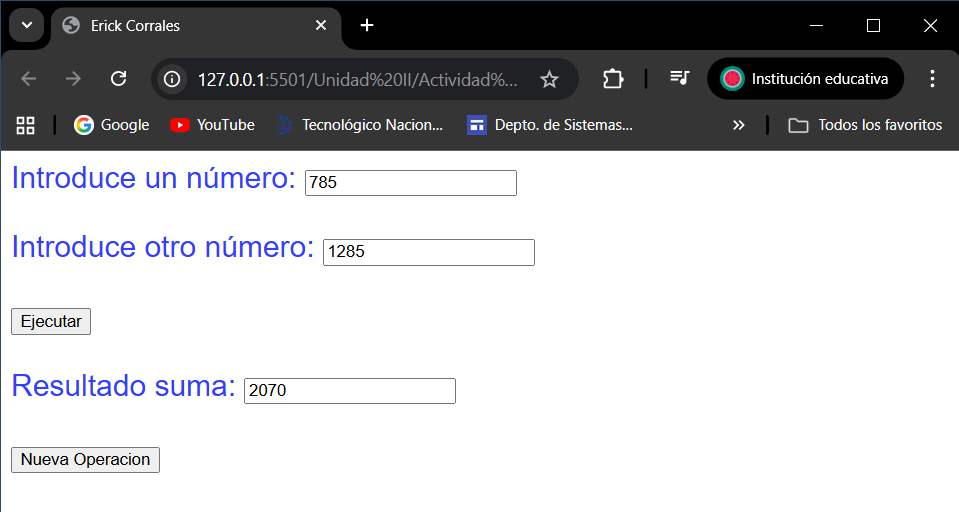 Erick Corrales
127.0.0.1:5501/Unidad%20II/Actividad%...
Institución educativa
Google YouTube Tecnológico Nacion... Depto. de Sistemas... » Todos los favoritos
Introduce un número: 785
Introduce otro número: 1285
Ejecutar
Resultado suma: 2070
Nueva Operacion